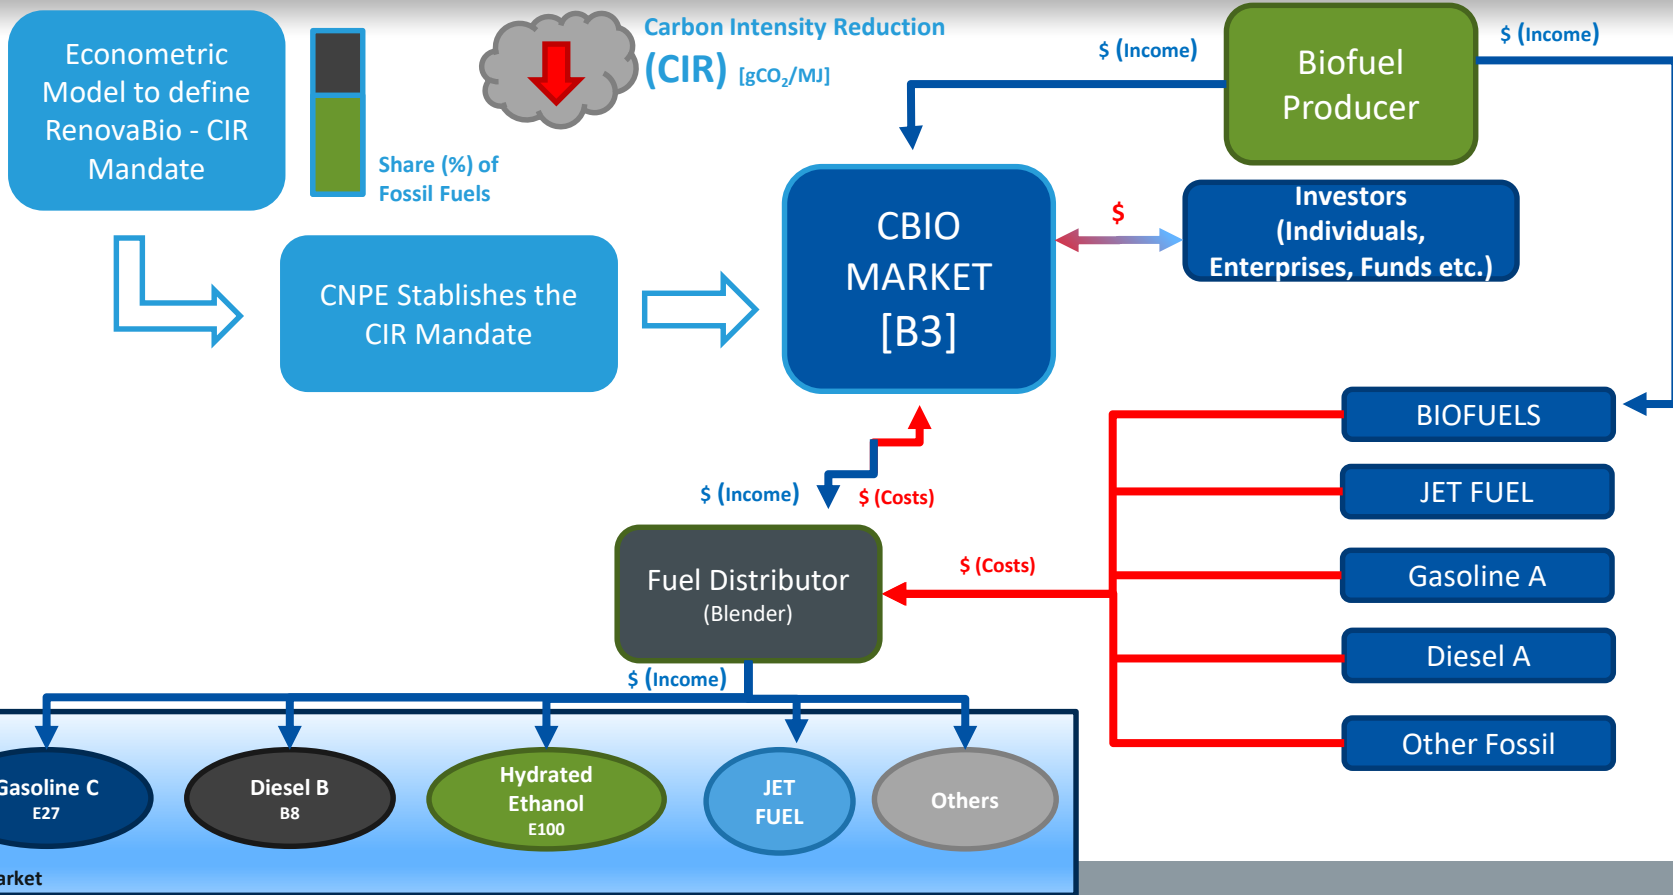 Econometric
Model to define
RenovaBio - CIR
Mandate
Share (%) of
Fossil Fuels
Carbon Intensity Reduction
(CIR) [gCO₂/MJ]
$ (Income)
Biofuel
Producer
$ (Income)
CNPE Stablishes the
CIR Mandate
CBIO
MARKET
[B3]
$
Investors
(Individuals,
Enterprises, Funds etc.)
BIOFUELS
JET FUEL
Gasoline A
Diesel A
Other Fossil
$ (Income)
$ (Costs)
Fuel Distributor
(Blender)
$ (Costs)
$ (Income)
Gasoline C
E27
Diesel B
B8
Hydrated
Ethanol
E100
JET
FUEL
Others
arket